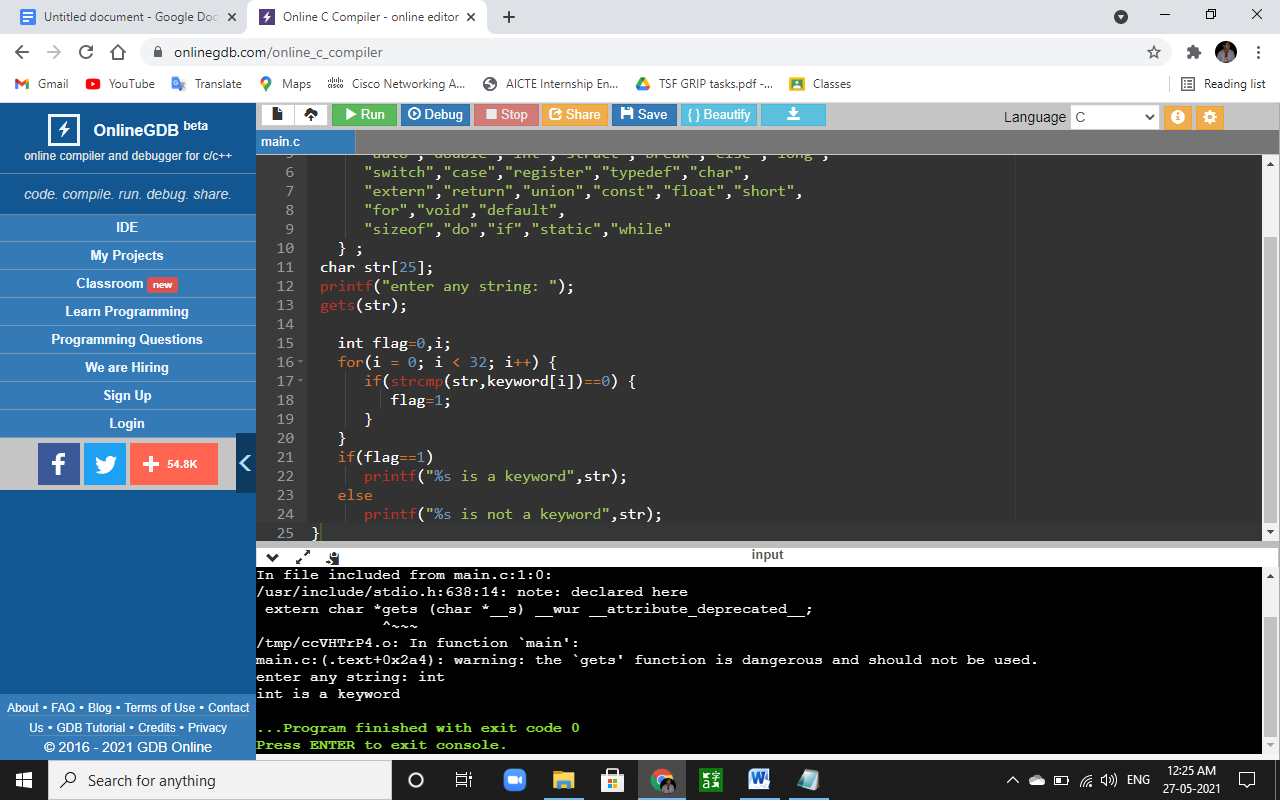 Untitled document - Google Doc
Online C Compiler - online editor
onlinegdb.com/online_c_compiler
Gmail YouTube Translate Maps Cisco Networking A... AICTE Internship En... TSF GRIP tasks.pdf -... Classes Reading list
OnlineGDB beta
online compiler and debugger for c/c++
code. compile. run. debug. share.
IDE
My Projects
Classroom new
Learn Programming
Programming Questions
We are Hiring
Sign Up
Login
54.8K
About • FAQ • Blog • Terms of Use • Contact
Us • GDB Tutorial • Credits • Privacy
© 2016 - 2021 GDB Online
Run Debug Stop Share Save { } Beautify Language C
main.c
5 "auto","double","int","struct","break","else","long",
6 "switch","case","register","typedef","char",
7 "extern","return","union","const","float","short",
8 "for","void","default",
9 "sizeof","do","if","static","while"
10 } ;
11 char str[25];
12 printf("enter any string: ");
13 gets(str);
14
15 int flag=0,i;
16 for(i = 0; i < 32; i++) {
17 if(strcmp(str,keyword[i])==0) {
18 flag=1;
19 }
20 }
21 if(flag==1)
22 printf("%s is a keyword",str);
23 else
24 printf("%s is not a keyword",str);
25 }
input
In file included from main.c:1:0:
/usr/include/stdio.h:638:14: note: declared here
extern char *gets (char *__s) __wur __attribute_deprecated__;
^~~~
/tmp/ccVHTrP4.o: In function `main':
main.c:(.text+0x2a4): warning: the `gets' function is dangerous and should not be used.
enter any string: int
int is a keyword
...Program finished with exit code 0
Press ENTER to exit console.
Search for anything
ENG
12:25 AM
27-05-2021